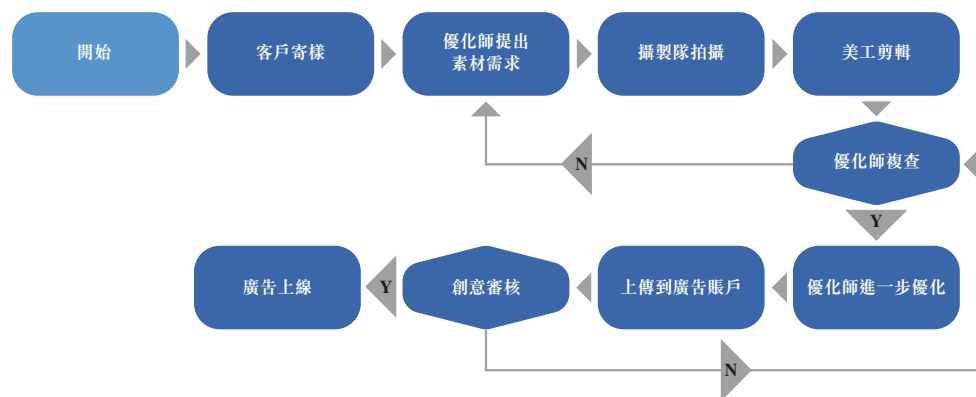 開始
客戶寄樣
優化師提出
素材需求
攝製隊拍攝
美工剪輯
優化師複查
N
Y
優化師進一步優化
上傳到廣告賬戶
創意審核
Y
廣告上線
N